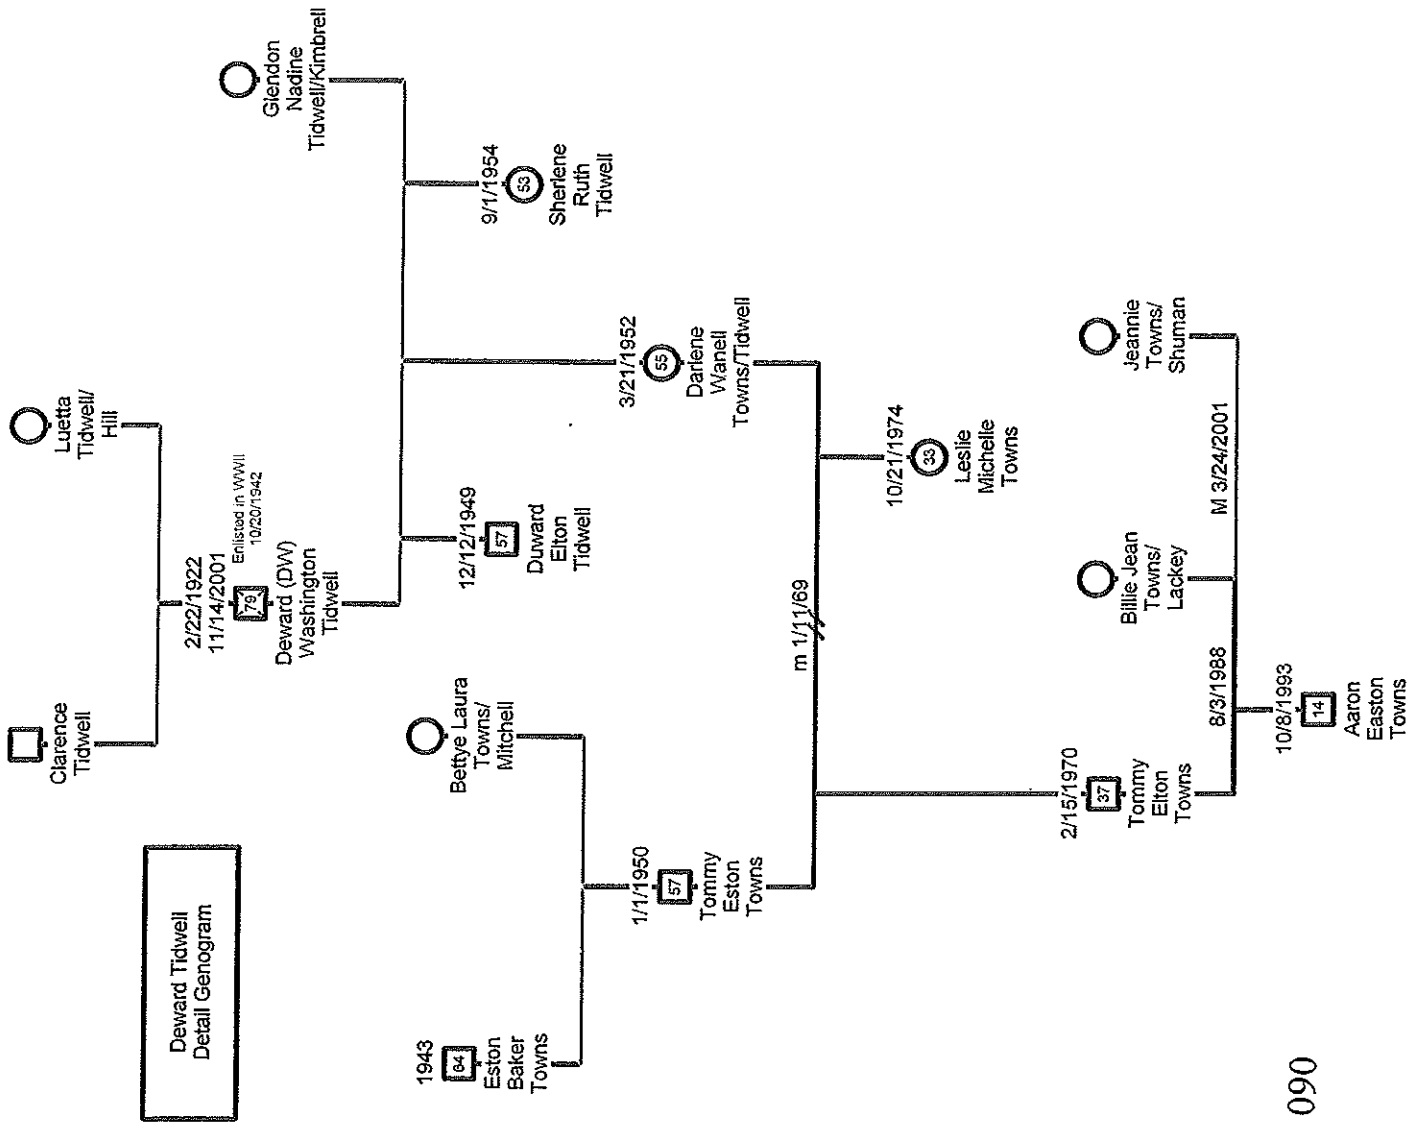 Deward Tidwell
Detail Genogram
Clarence
Tidwell
Luetta
Tidwell/
Hill
2/22/1922
11/14/2001
Enlisted in WWII
10/20/1942
79
Deward (DW)
Washington
Tidwell
Glendon
Nadine
Tidwell/Kimbrell
1943
64
Eston
Baker
Towns
Bettye Laura
Towns/
Mitchell
12/12/1949
57
Duward
Elton
Tidwell
3/21/1952
55
Darlene
Wanell
Towns/Tidwell
9/1/1954
53
Sherlene
Ruth
Tidwell
1/1/1950
57
Tommy
Eston
Towns
m 1/11/69
10/21/1974
33
Leslie
Michelle
Towns
2/15/1970
37
Tommy
Elton
Towns
Billie Jean
Towns/
Lackey
Jeannie
Towns/
Shuman
8/3/1988
M 3/24/2001
10/8/1993
14
Aaron
Easton
Towns
090